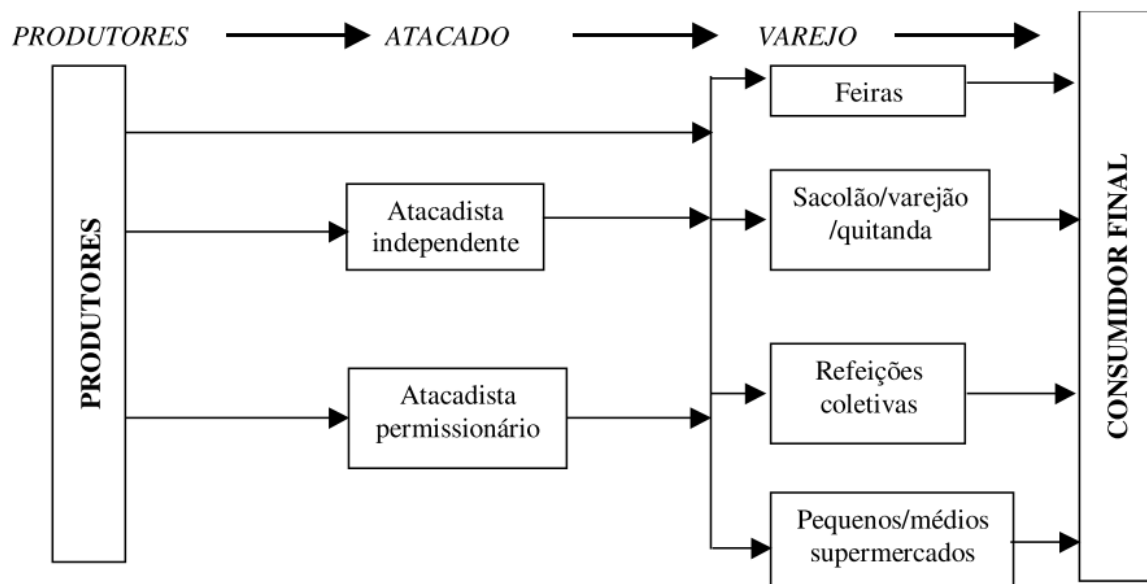 PRODUTORES
ATACADO
VAREJO
PRODUTORES
Atacadista
independente
Atacadista
permissionário
Feiras
Sacolão/varejão
/quitanda
Refeições
coletivas
Pequenos/médios
supermercados
CONSUMIDOR FINAL